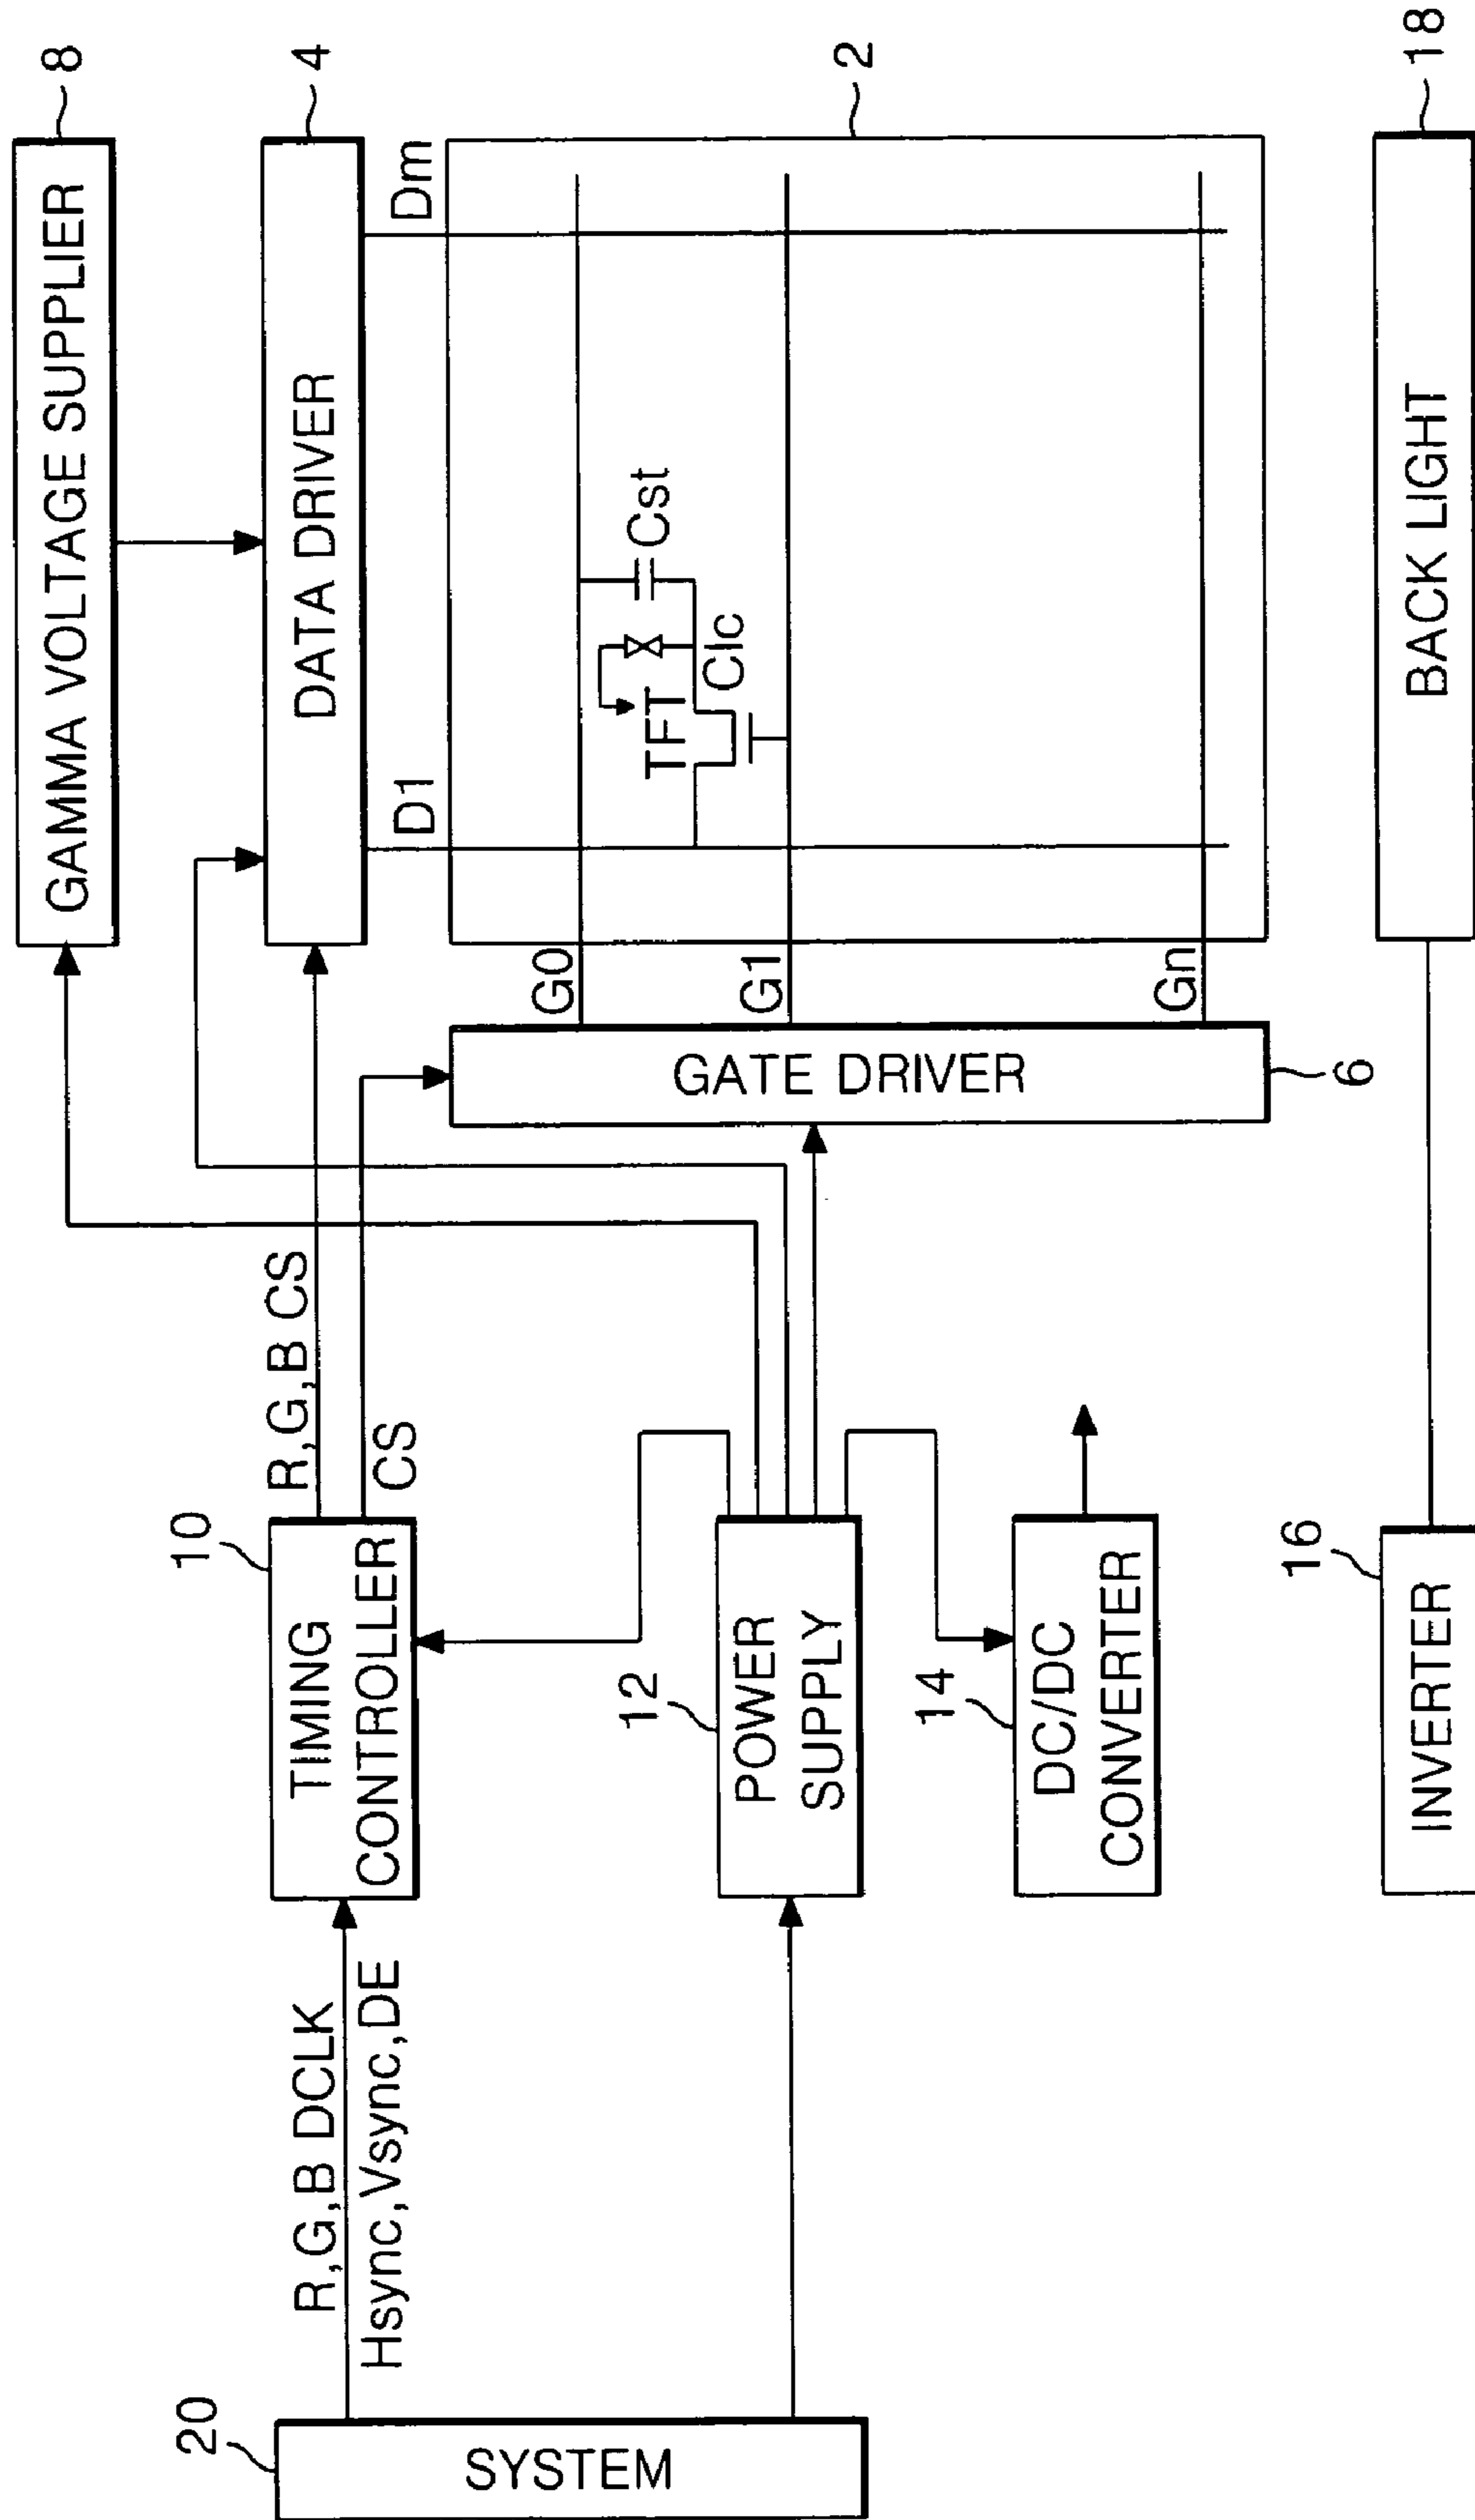 GAMMA VOLTAGE SUPPLIER
8
DATA DRIVER
4
D1
Dm
2
G0
G1
Gn
TFT
Clc
Cst
GATE DRIVER
6
R,G,B CS
CS
10
TIMING
CONTROLLER
12
POWER
SUPPLY
14
DC/DC
CONVERTER
16
INVERTER
BACK LIGHT
18
R,G,B DCLK
Hsync,Vsync,DE
20
SYSTEM